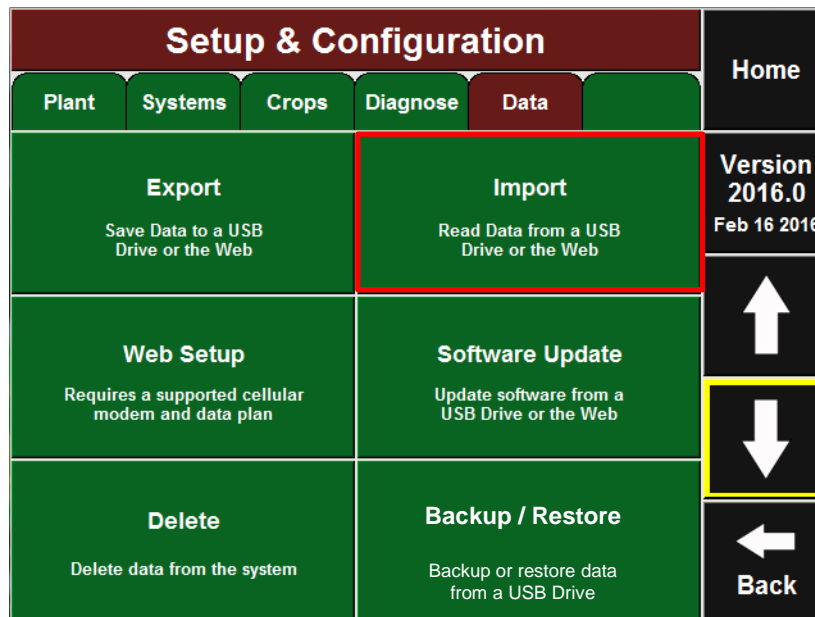 Setup & Configuration
Home
Plant
Systems
Crops
Diagnose
Data
Version
2016.0
Feb 16 2016
Export
Save Data to a USB
Drive or the Web
Import
Read Data from a USB
Drive or the Web
Web Setup
Requires a supported cellular
modem and data plan
Software Update
Update software from a
USB Drive or the Web
Delete
Delete data from the system
Backup / Restore
Backup or restore data
from a USB Drive
Back